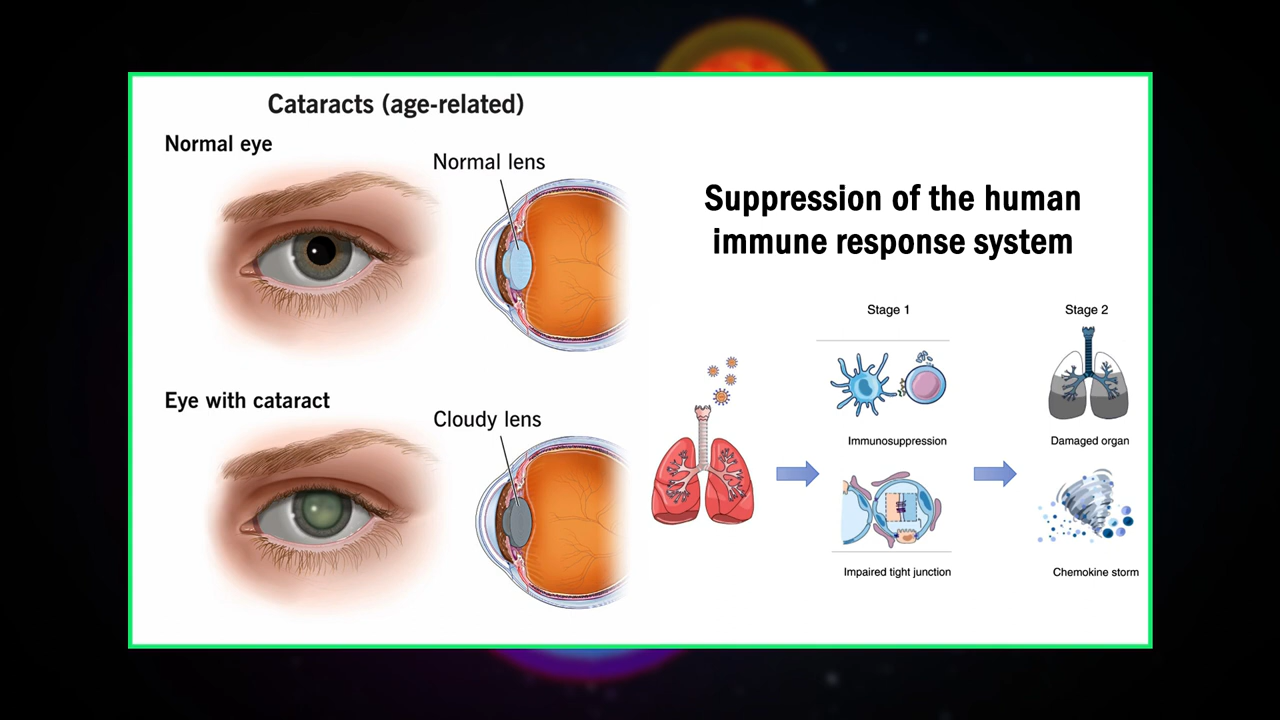 Cataracts (age-related)
Normal eye
Normal lens
Eye with cataract
Cloudy lens
Suppression of the human
immune response system
Stage 1
Stage 2
Immunosuppression
Damaged organ
Impaired tight junction
Chemokine storm